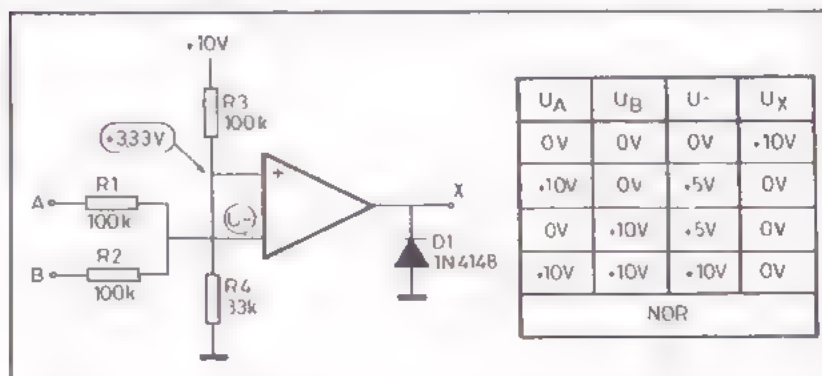 +10V
R3
100k
+3.33V
+
A
R1
100k
(U-)
X
B
R2
100k
D1
1N4148
R4
33k
UA UB U- UX
0V 0V 0V +10V
+10V 0V +5V 0V
0V +10V +5V 0V
+10V +10V +10V 0V
NOR